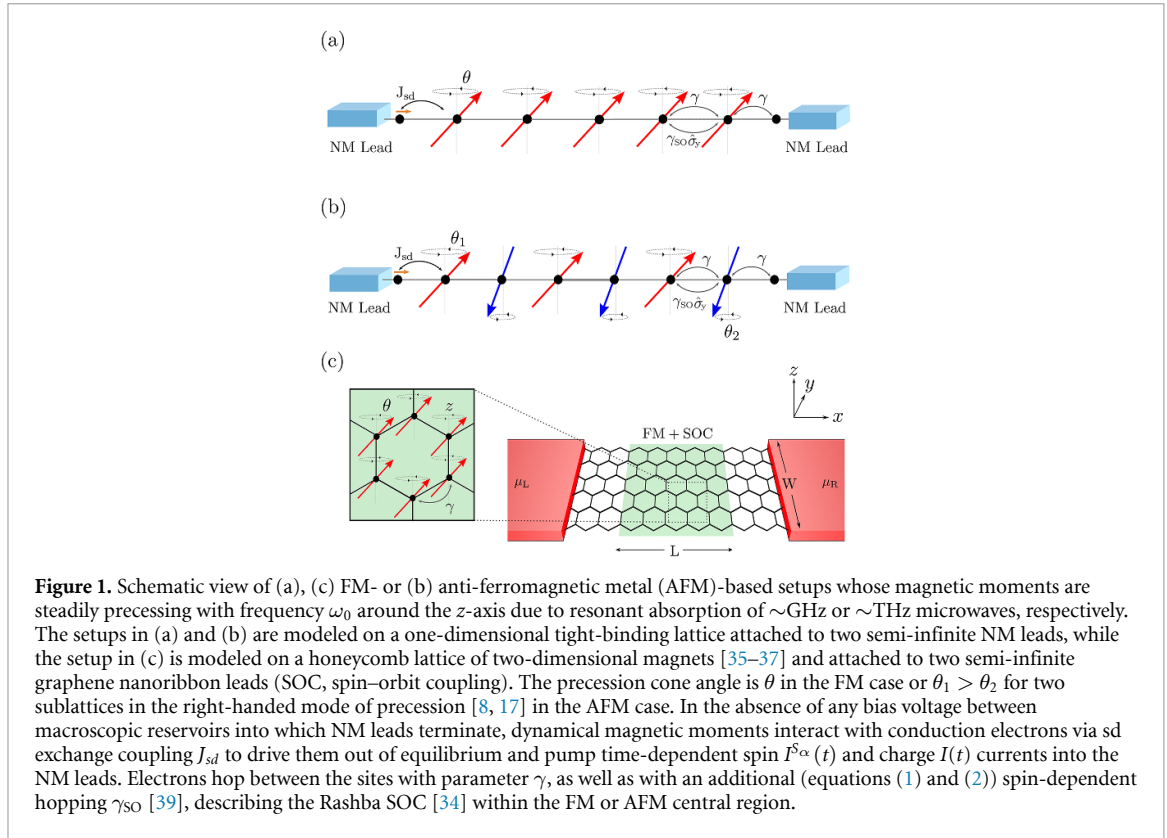 (a)
J_sd θ γ γ
γ_SO σ̂_y
NM Lead NM Lead
(b)
J_sd θ_1 γ γ
γ_SO σ̂_y
NM Lead NM Lead
θ_2
(c)
θ z
γ
z
y
x
FM + SOC
μ_L W μ_R
L
Figure 1. Schematic view of (a), (c) FM- or (b) anti-ferromagnetic metal (AFM)-based setups whose magnetic moments are
steadily precessing with frequency ω_0 around the z-axis due to resonant absorption of ∼GHz or ∼THz microwaves, respectively.
The setups in (a) and (b) are modeled on a one-dimensional tight-binding lattice attached to two semi-infinite NM leads, while
the setup in (c) is modeled on a honeycomb lattice of two-dimensional magnets [35–37] and attached to two semi-infinite
graphene nanoribbon leads (SOC, spin–orbit coupling). The precession cone angle is θ in the FM case or θ_1 > θ_2 for two
sublattices in the right-handed mode of precession [8, 17] in the AFM case. In the absence of any bias voltage between
macroscopic reservoirs into which NM leads terminate, dynamical magnetic moments interact with conduction electrons via sd
exchange coupling J_sd to drive them out of equilibrium and pump time-dependent spin I^{S_α}(t) and charge I(t) currents into the
NM leads. Electrons hop between the sites with parameter γ, as well as with an additional (equations (1) and (2)) spin-dependent
hopping γ_SO [39], describing the Rashba SOC [34] within the FM or AFM central region.